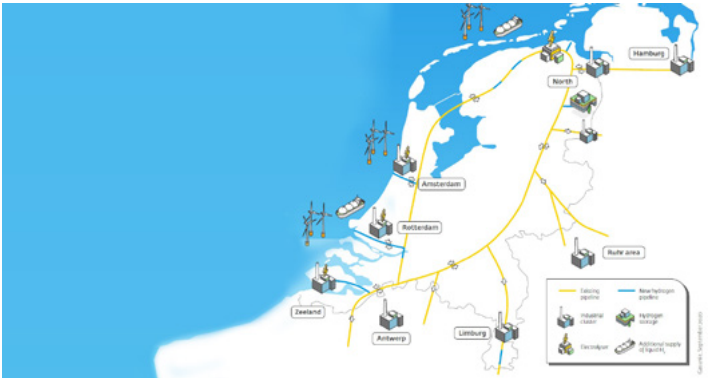 Hamburg
North
Amsterdam
Rotterdam
Ruhr area
Zeeland
Antwerp
Limburg
Existing
pipeline
New hydrogen
pipeline
Industrial
cluster
Hydrogen
storage
Electrolyser
Additional supply
of liquid H₂